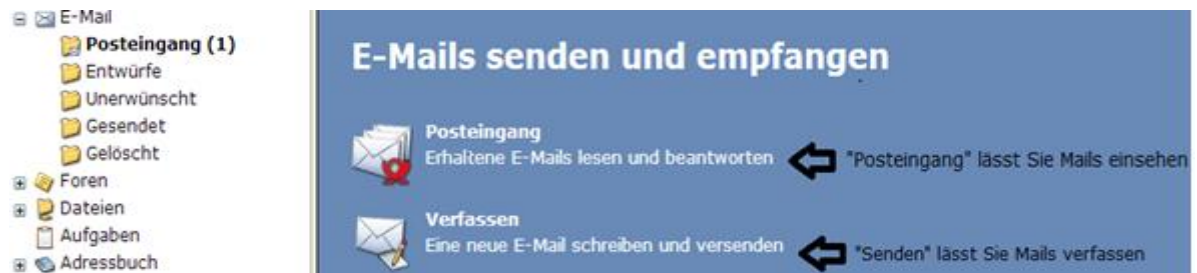 E-Mail
Posteingang (1)
Entwürfe
Unerwünscht
Gesendet
Gelöscht
Foren
Dateien
Aufgaben
Adressbuch
E-Mails senden und empfangen
Posteingang
Erhaltene E-Mails lesen und beantworten
"Posteingang" lässt Sie Mails einsehen
Verfassen
Eine neue E-Mail schreiben und versenden
"Senden" lässt Sie Mails verfassen